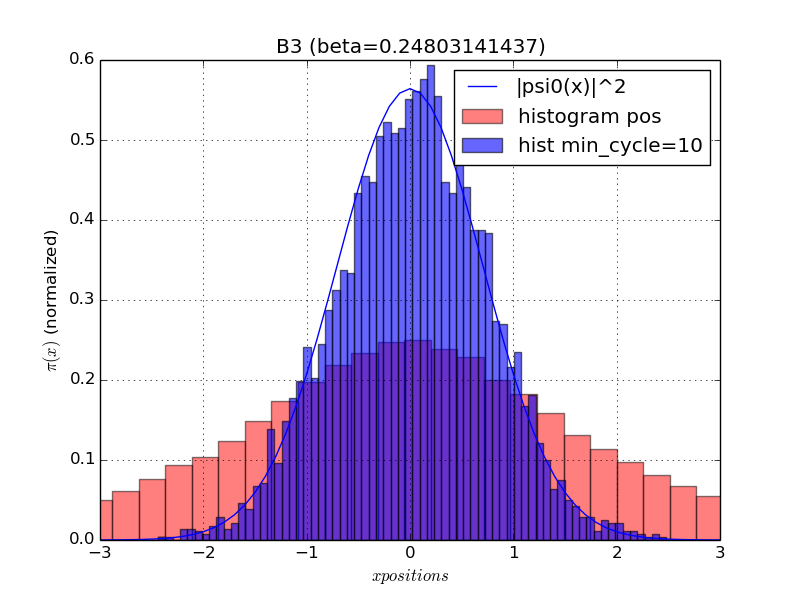 B3 (beta=0.24803141437)
|psi0(x)|^2
histogram pos
hist min_cycle=10
π(x) (normalized)
0.6
0.5
0.4
0.3
0.2
0.1
0.0
−3 −2 −1 0 1 2 3
xpositions